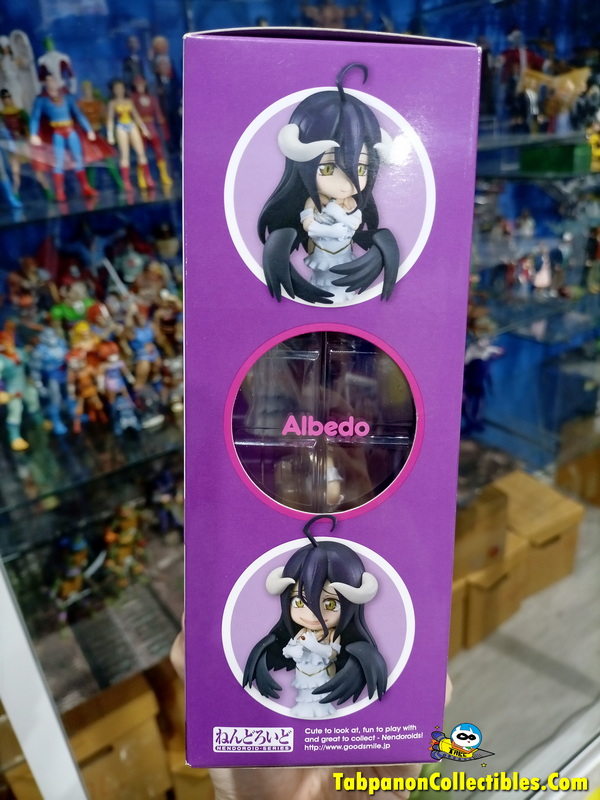 Albedo
ねんどろいど
NENDOROID・SERIES
Cute to look at, fun to play with
and great to collect - Nendoroids!
http://www.goodsmile.jp
TabpanonCollectibles.Com